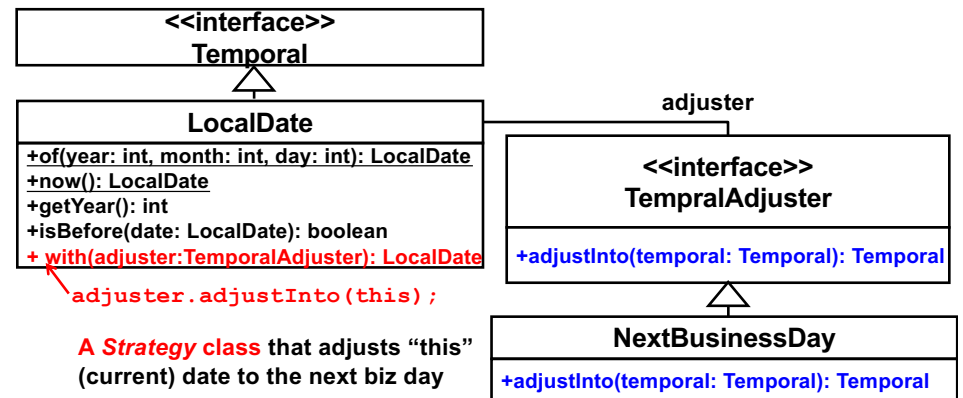 <<interface>>
Temporal
LocalDate
+of(year: int, month: int, day: int): LocalDate
+now(): LocalDate
+getYear(): int
+isBefore(date: LocalDate): boolean
+ with(adjuster:TemporalAdjuster): LocalDate
adjuster.adjustInto(this);
A Strategy class that adjusts “this”
(current) date to the next biz day
adjuster
<<interface>>
TempralAdjuster
+adjustInto(temporal: Temporal): Temporal
NextBusinessDay
+adjustInto(temporal: Temporal): Temporal